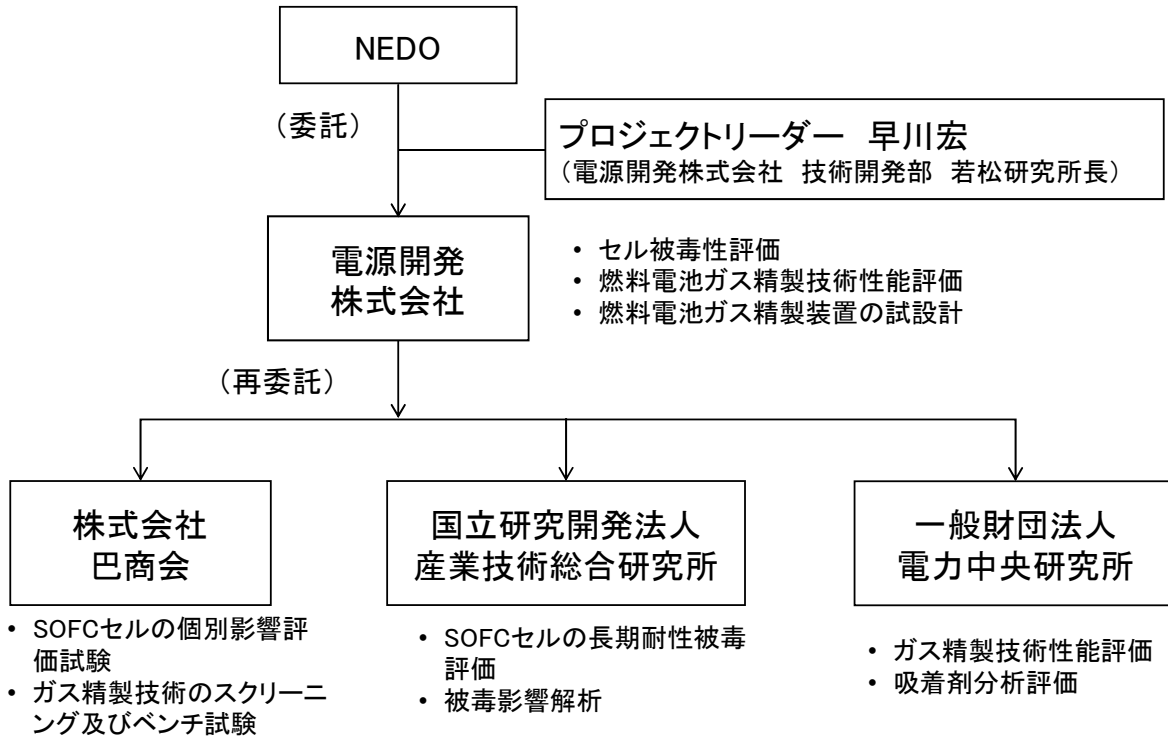 NEDO
（委託）
プロジェクトリーダー　早川宏
（電源開発株式会社　技術開発部　若松研究所長）
電源開発
株式会社
• セル被毒性評価
• 燃料電池ガス精製技術性能評価
• 燃料電池ガス精製装置の試設計
（再委託）
株式会社
巴商会
• SOFCセルの個別影響評
価試験
• ガス精製技術のスクリーニ
ング及びベンチ試験
国立研究開発法人
産業技術総合研究所
• SOFCセルの長期耐性被毒
評価
• 被毒影響解析
一般財団法人
電力中央研究所
• ガス精製技術性能評価
• 吸着剤分析評価